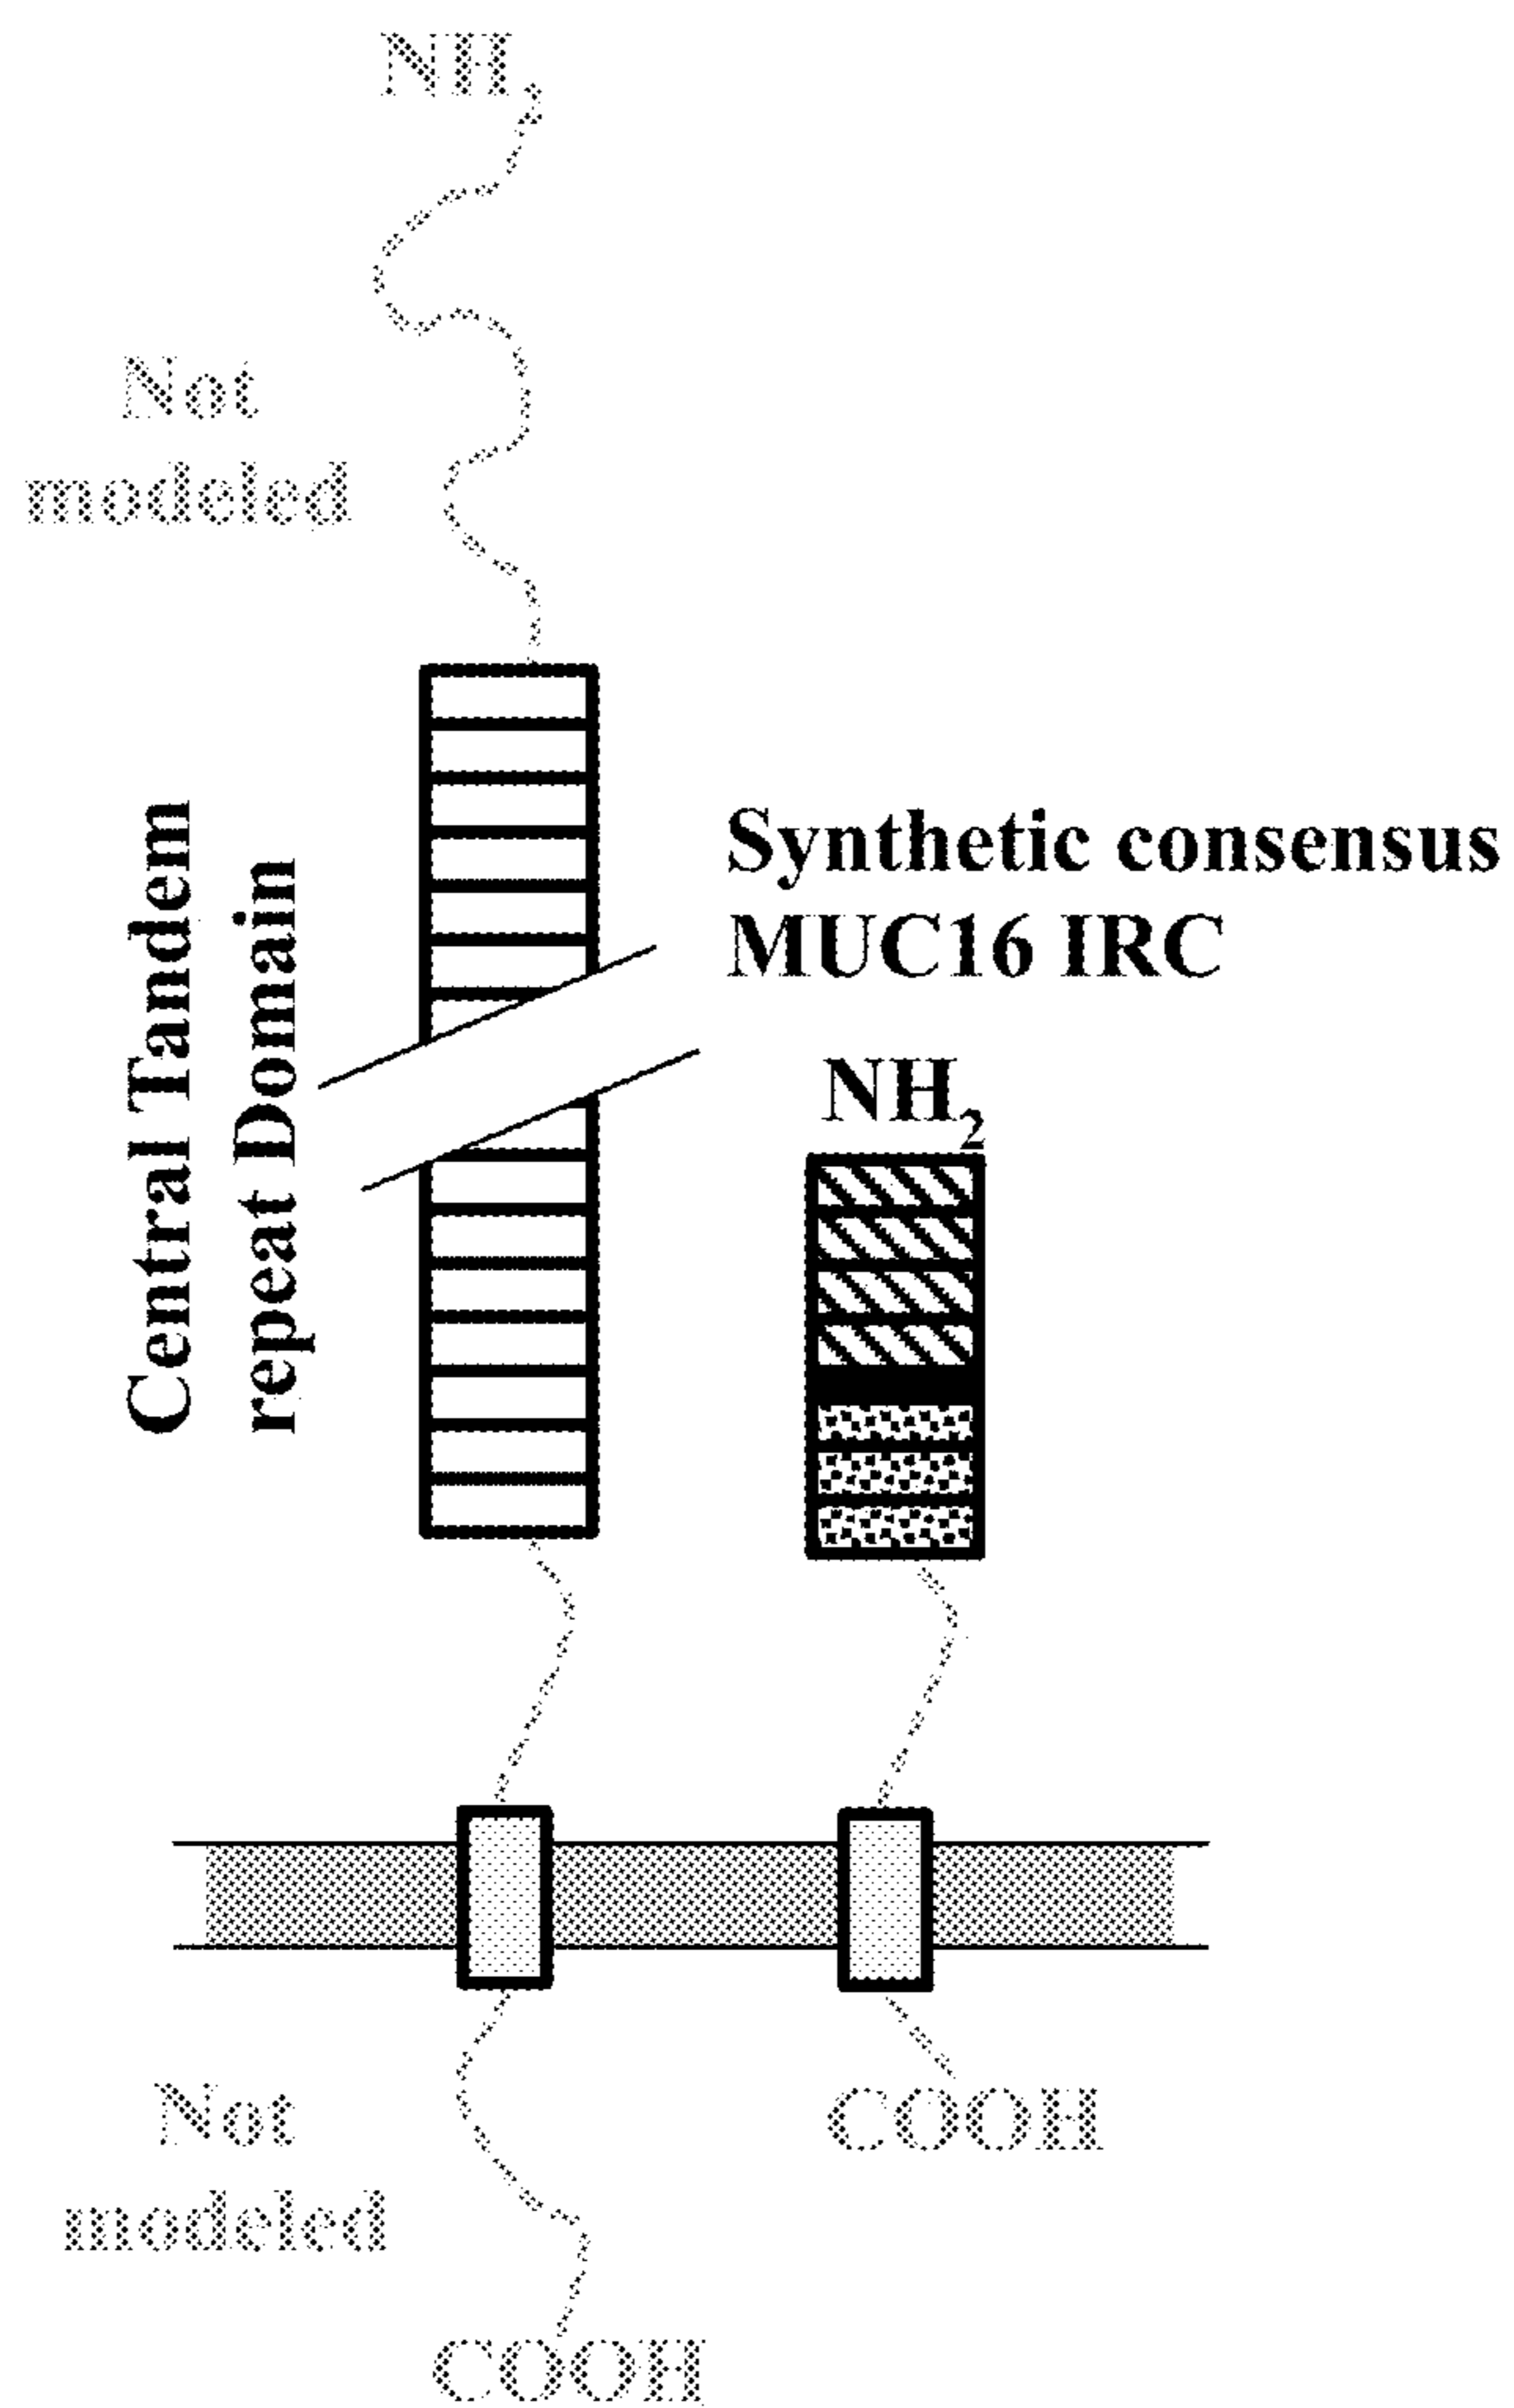 NH2
Not
modeled
Central Tandem
repeat Domain
Synthetic consensus
MUC16 IRC
NH2
Not
modeled
COOH
COOH